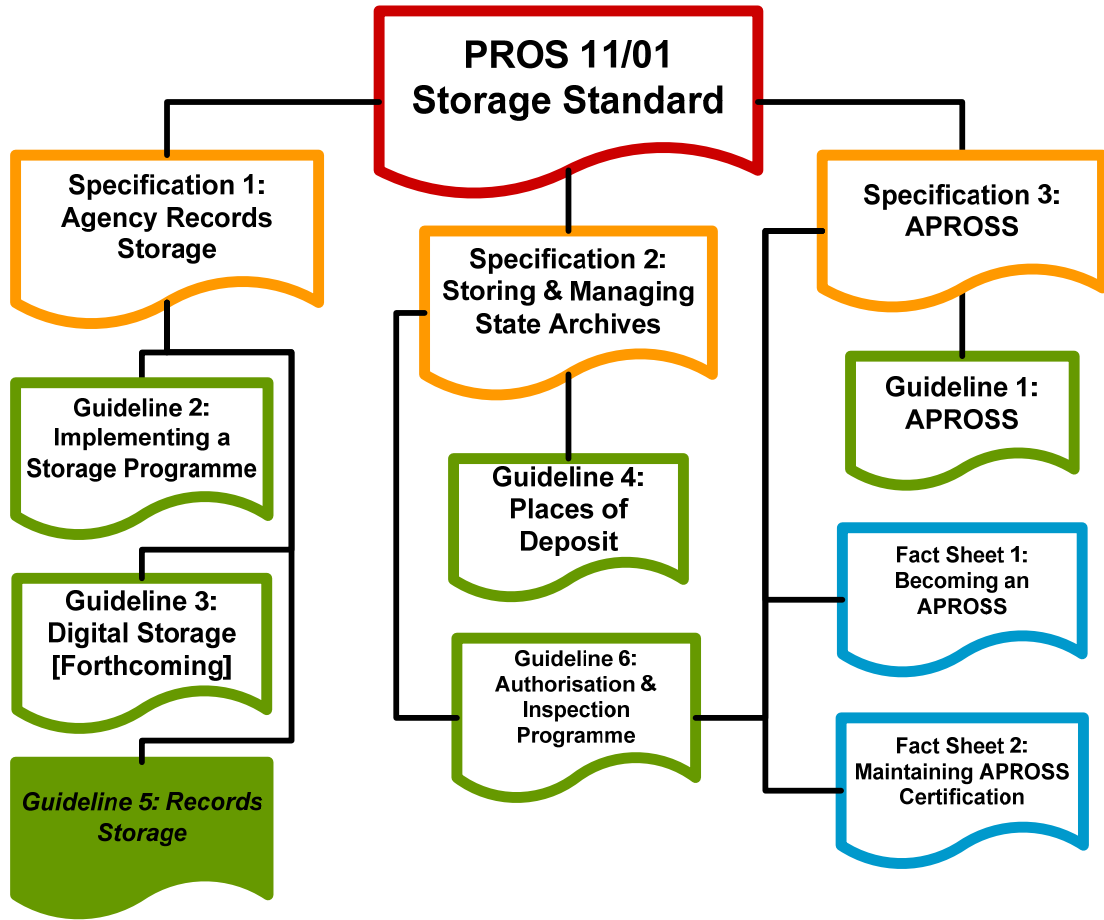 PROS 11/01
Storage Standard
Specification 1:
Agency Records
Storage
Specification 2:
Storing & Managing
State Archives
Specification 3:
APROSS
Guideline 2:
Implementing a
Storage Programme
Guideline 3:
Digital Storage
[Forthcoming]
Guideline 5: Records
Storage
Guideline 4:
Places of
Deposit
Guideline 6:
Authorisation &
Inspection
Programme
Guideline 1:
APROSS
Fact Sheet 1:
Becoming an
APROSS
Fact Sheet 2:
Maintaining APROSS
Certification